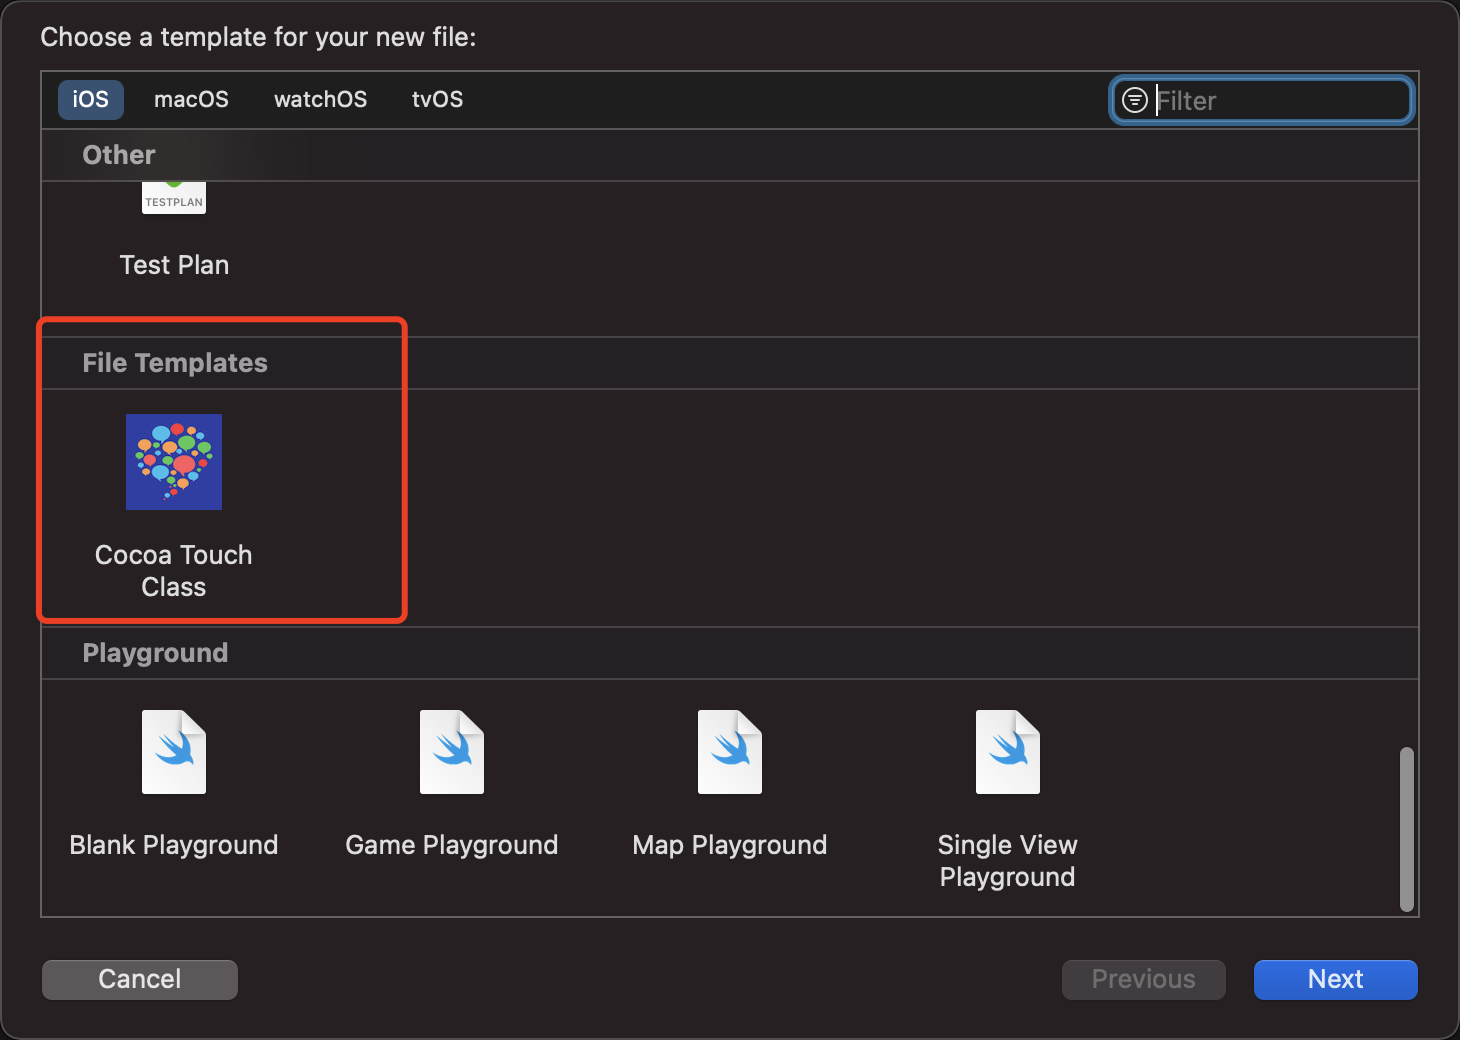 Choose a template for your new file:
iOS macOS watchOS tvOS Filter
Other
TESTPLAN
Test Plan
File Templates
Cocoa Touch
Class
Playground
Blank Playground Game Playground Map Playground Single View
Playground
Cancel Previous Next